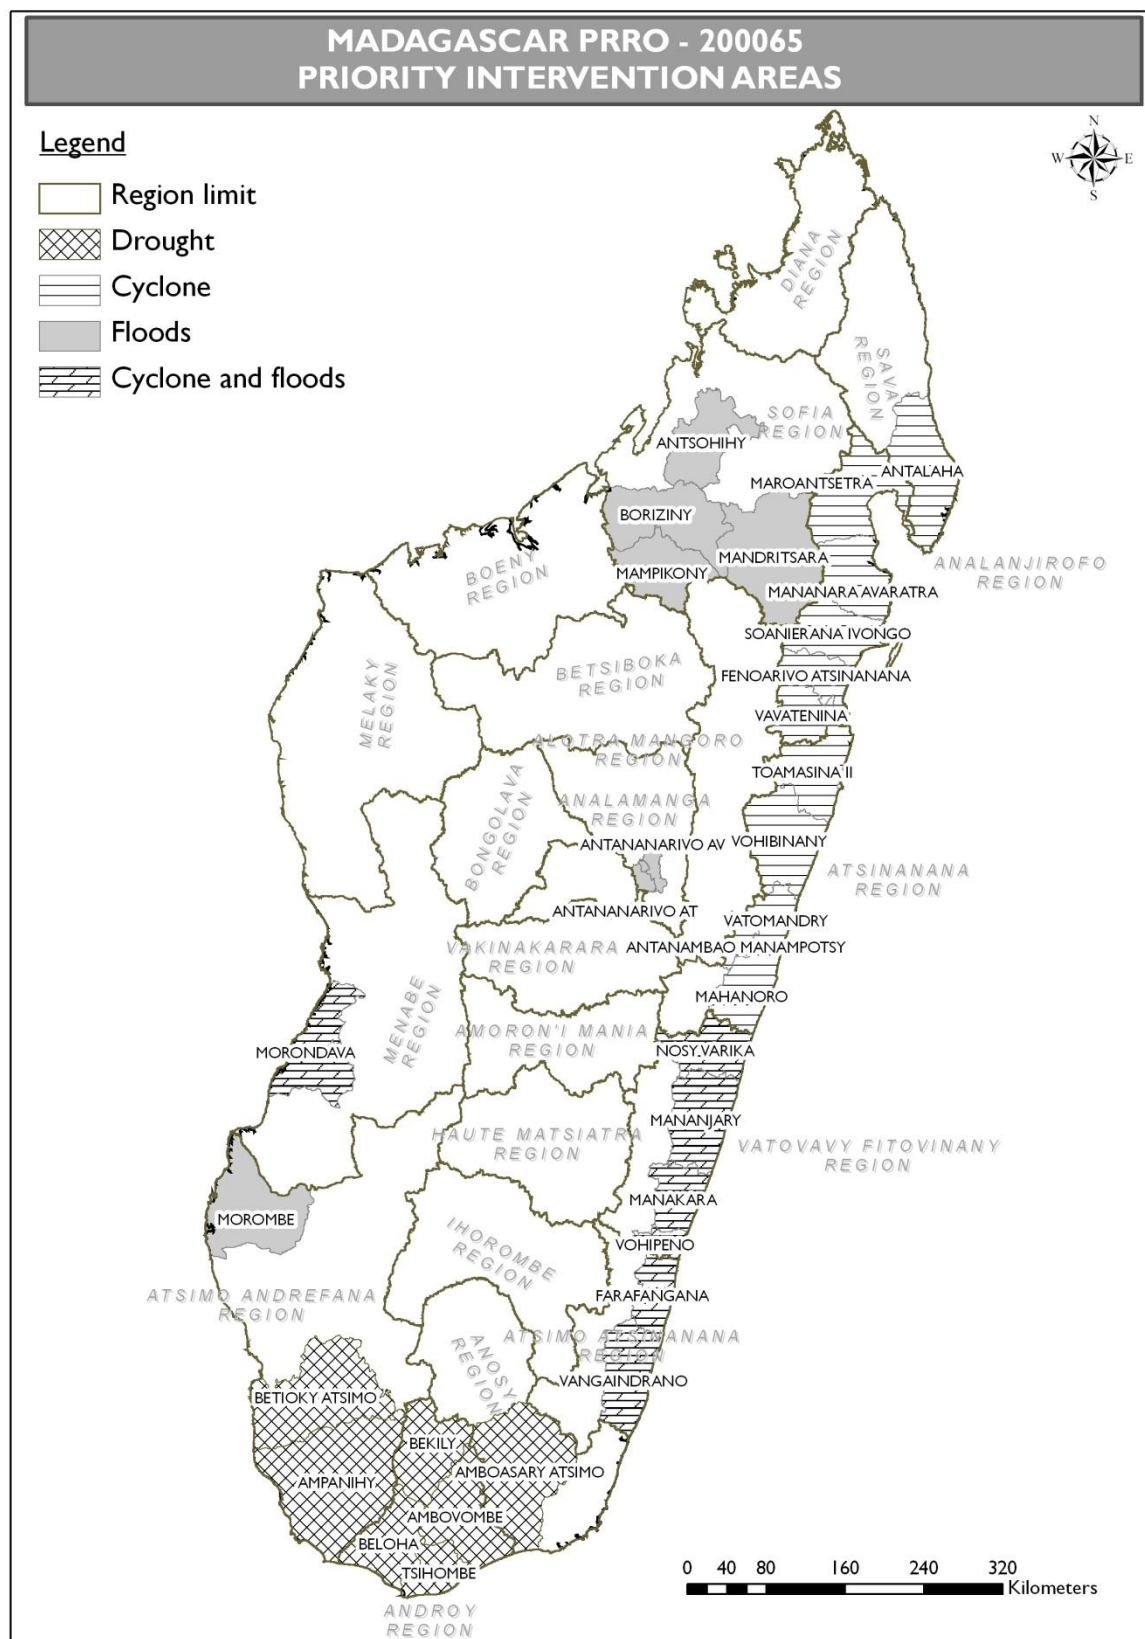 MADAGASCAR PRRO - 200065
PRIORITY INTERVENTION AREAS
Legend
Region limit
Drought
Cyclone
Floods
Cyclone and floods
N
W
E
S
DIANA
REGION
SAVA
REGION
SOFIA
REGION
ANTSOHIHY
MAROANTSETRA
ANTALAHA
BORIZINY
MANDRITSARA
MAMPIKONY
MANANARA AVARATRA
ANALANJIROFO
REGION
BOENY
REGION
SOANIERANA IVONGO
FENOARIVO ATSINANANA
BETSIBOKA
REGION
MELAKY
REGION
VAVATENINA
ALOTRA MANGORO
REGION
TOAMASINA II
BONGOLAVA
REGION
ANALAMANGA
REGION
ANTANANARIVO AV
VOHIBINANY
ATSINANANA
REGION
ANTANANARIVO AT
VATOMANDRY
VAKINAKARARA
REGION
ANTANAMBAO MANAMPOTSY
MAHANORO
MENABE
REGION
AMORON'I MANIA
REGION
MORONDAVA
NOSY VARIKA
MANANJARY
HAUTE MATSIATRA
REGION
VATOVAVY FITOVINANY
REGION
MANAKARA
MOROMBE
VOHIPENO
IHOROMBE
REGION
FARAFANGANA
ATSIMO ANDREFANA
REGION
ATSIMO ATSINANANA
REGION
ANOSY
REGION
VANGAINDRANO
BETIOKY ATSIMO
BEKILY
AMBOASARY ATSIMO
AMPANIHY
AMBOVOMBE
BELOHA
TSIHOMBE
ANDROY
REGION
0 40 80 160 240 320
Kilometers